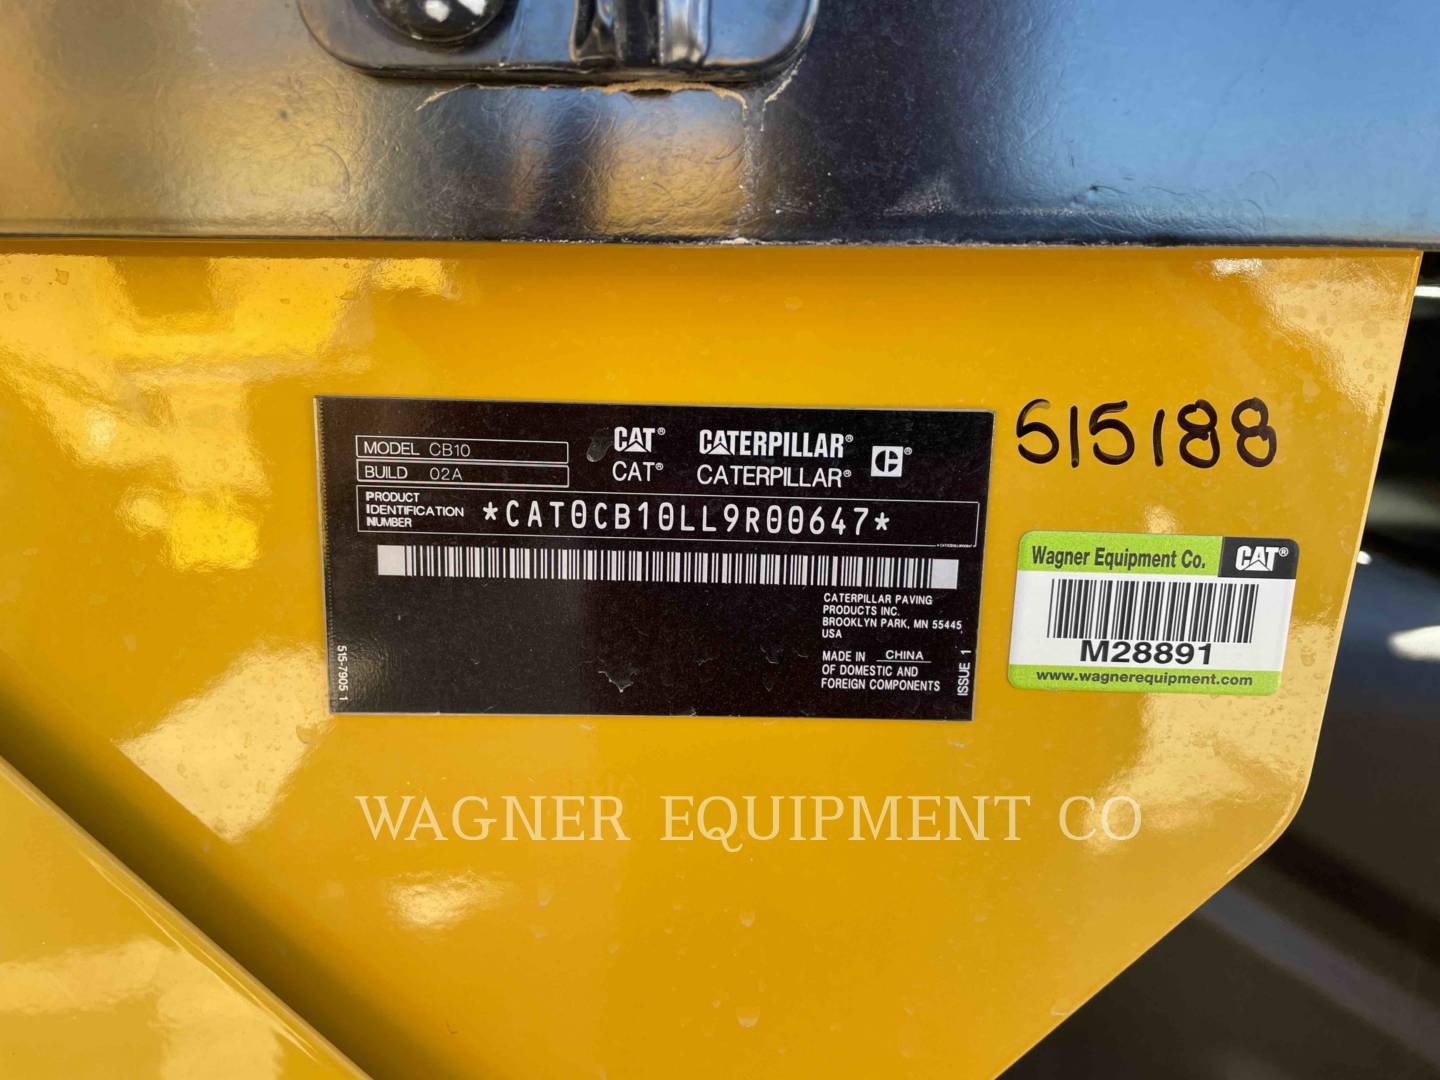 MODEL CB10
BUILD 02A
CAT® CATERPILLAR®
CAT® CATERPILLAR®
PRODUCT
IDENTIFICATION
NUMBER
*CAT0CB10LL9R00647*
CATERPILLAR PAVING
PRODUCTS INC.
BROOKLYN PARK, MN 55445
USA
MADE IN CHINA
OF DOMESTIC AND
FOREIGN COMPONENTS
515-7905 1
ISSUE 1
515188
Wagner Equipment Co. CAT®
M28891
www.wagnerequipment.com
WAGNER EQUIPMENT CO